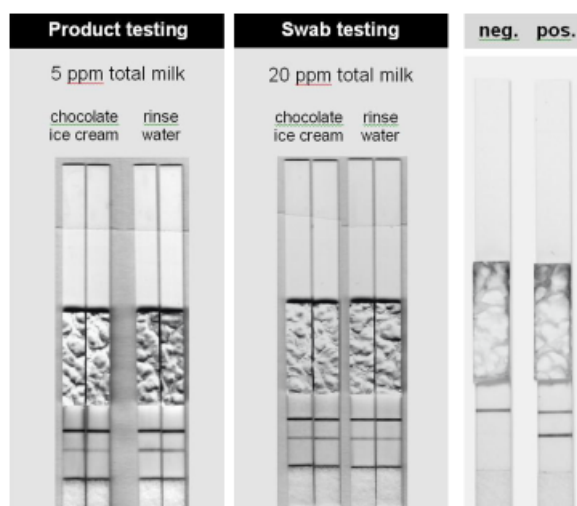 Product testing
5 ppm total milk
chocolate ice cream
rinse water
Swab testing
20 ppm total milk
chocolate ice cream
rinse water
neg. pos.